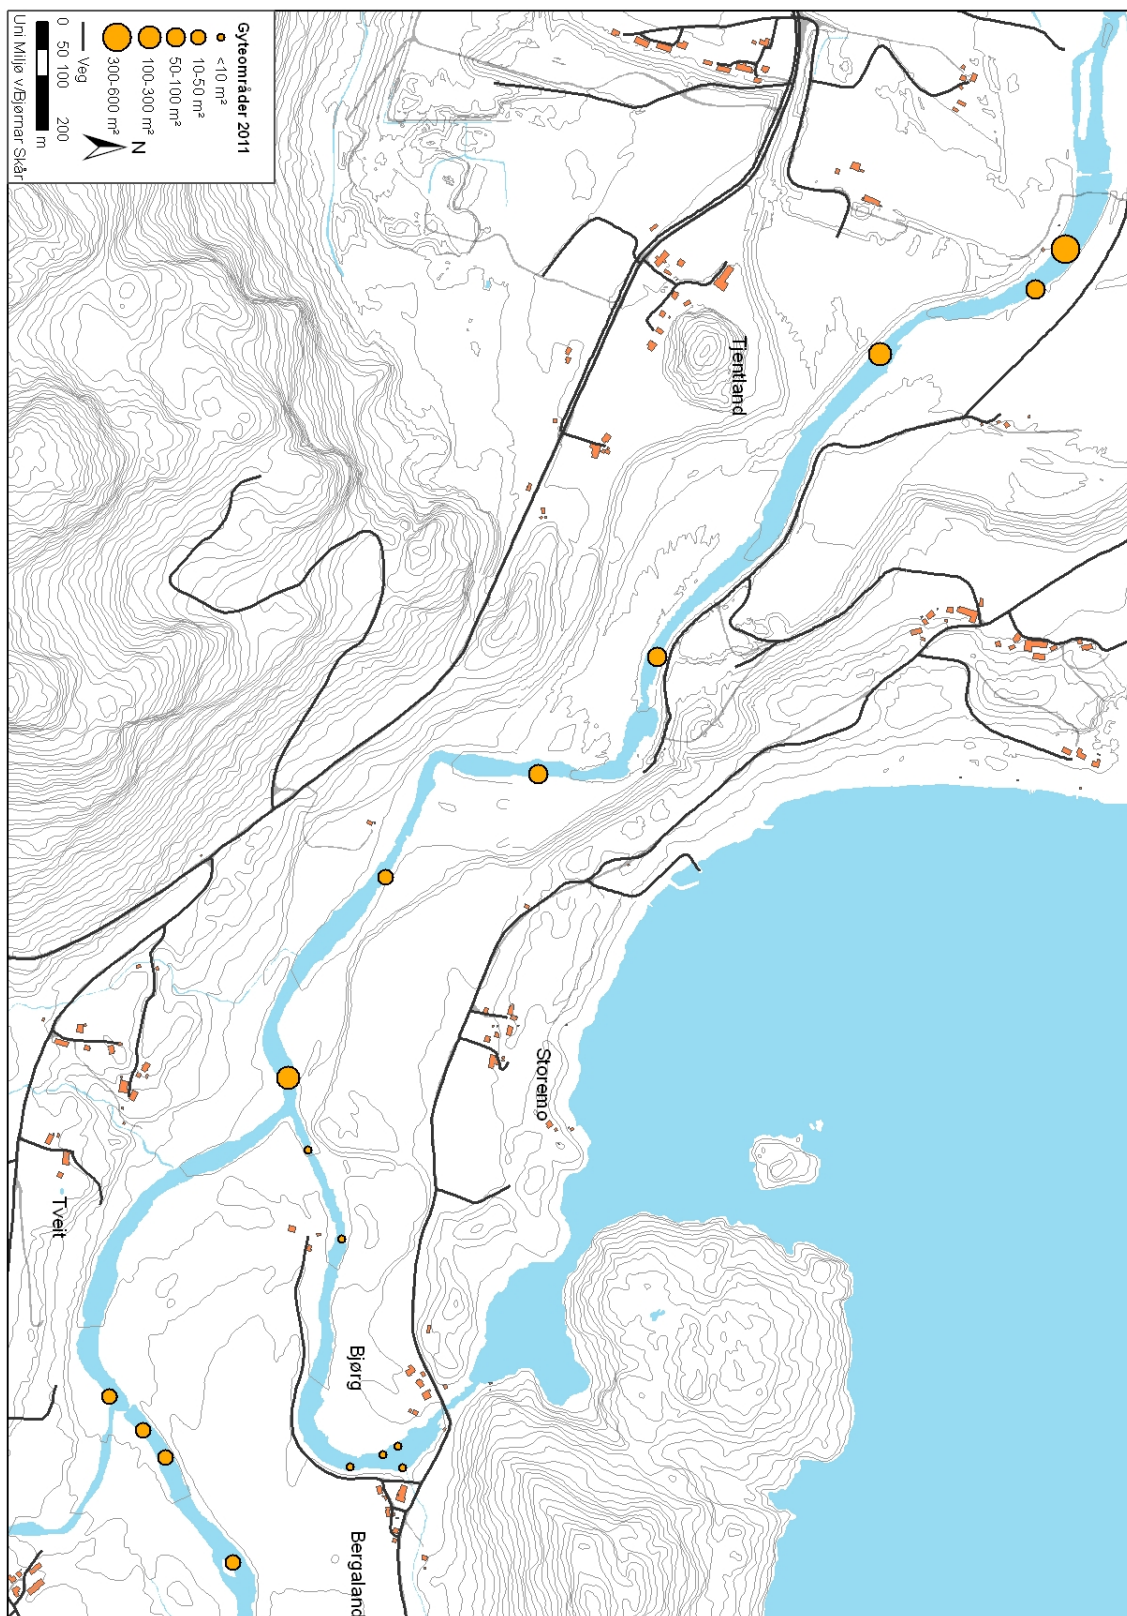 Gyteområder 2011
<10 m²
10-50 m²
50-100 m²
100-300 m²
300-600 m²
Veg
N
0 50 100 200
m
Uni Miljø v/Bjørnar Skår
Tjentland
Storemo
Tveit
Bjørg
Bergaland